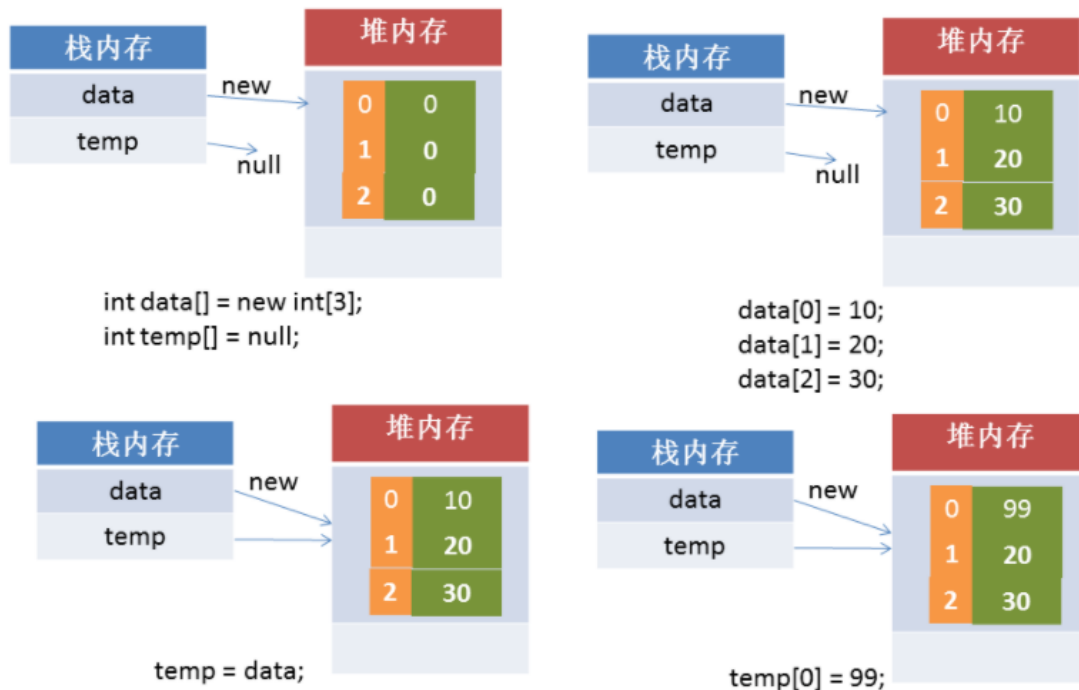 栈内存
data
temp
new
null
堆内存
0 0
1 0
2 0
int data[] = new int[3];
int temp[] = null;
栈内存
data
temp
new
null
堆内存
0 10
1 20
2 30
data[0] = 10;
data[1] = 20;
data[2] = 30;
栈内存
data
temp
new
堆内存
0 10
1 20
2 30
temp = data;
栈内存
data
temp
new
堆内存
0 99
1 20
2 30
temp[0] = 99;